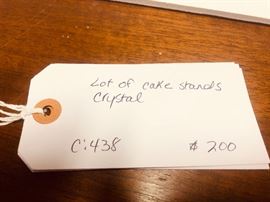 Lot of cake stands
Crystal
C:438 $200